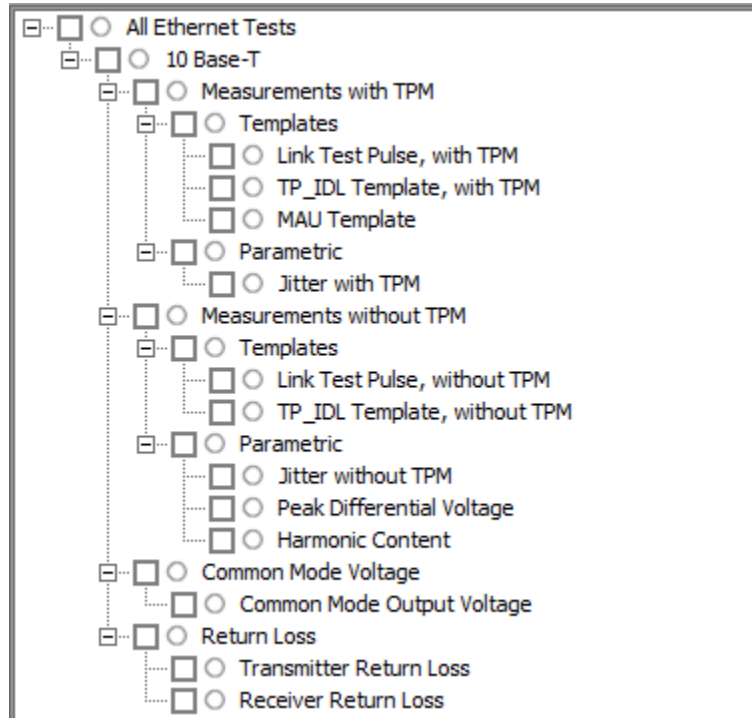 All Ethernet Tests
10 Base-T
Measurements with TPM
Templates
Link Test Pulse, with TPM
TP_IDL Template, with TPM
MAU Template
Parametric
Jitter with TPM
Measurements without TPM
Templates
Link Test Pulse, without TPM
TP_IDL Template, without TPM
Parametric
Jitter without TPM
Peak Differential Voltage
Harmonic Content
Common Mode Voltage
Common Mode Output Voltage
Return Loss
Transmitter Return Loss
Receiver Return Loss